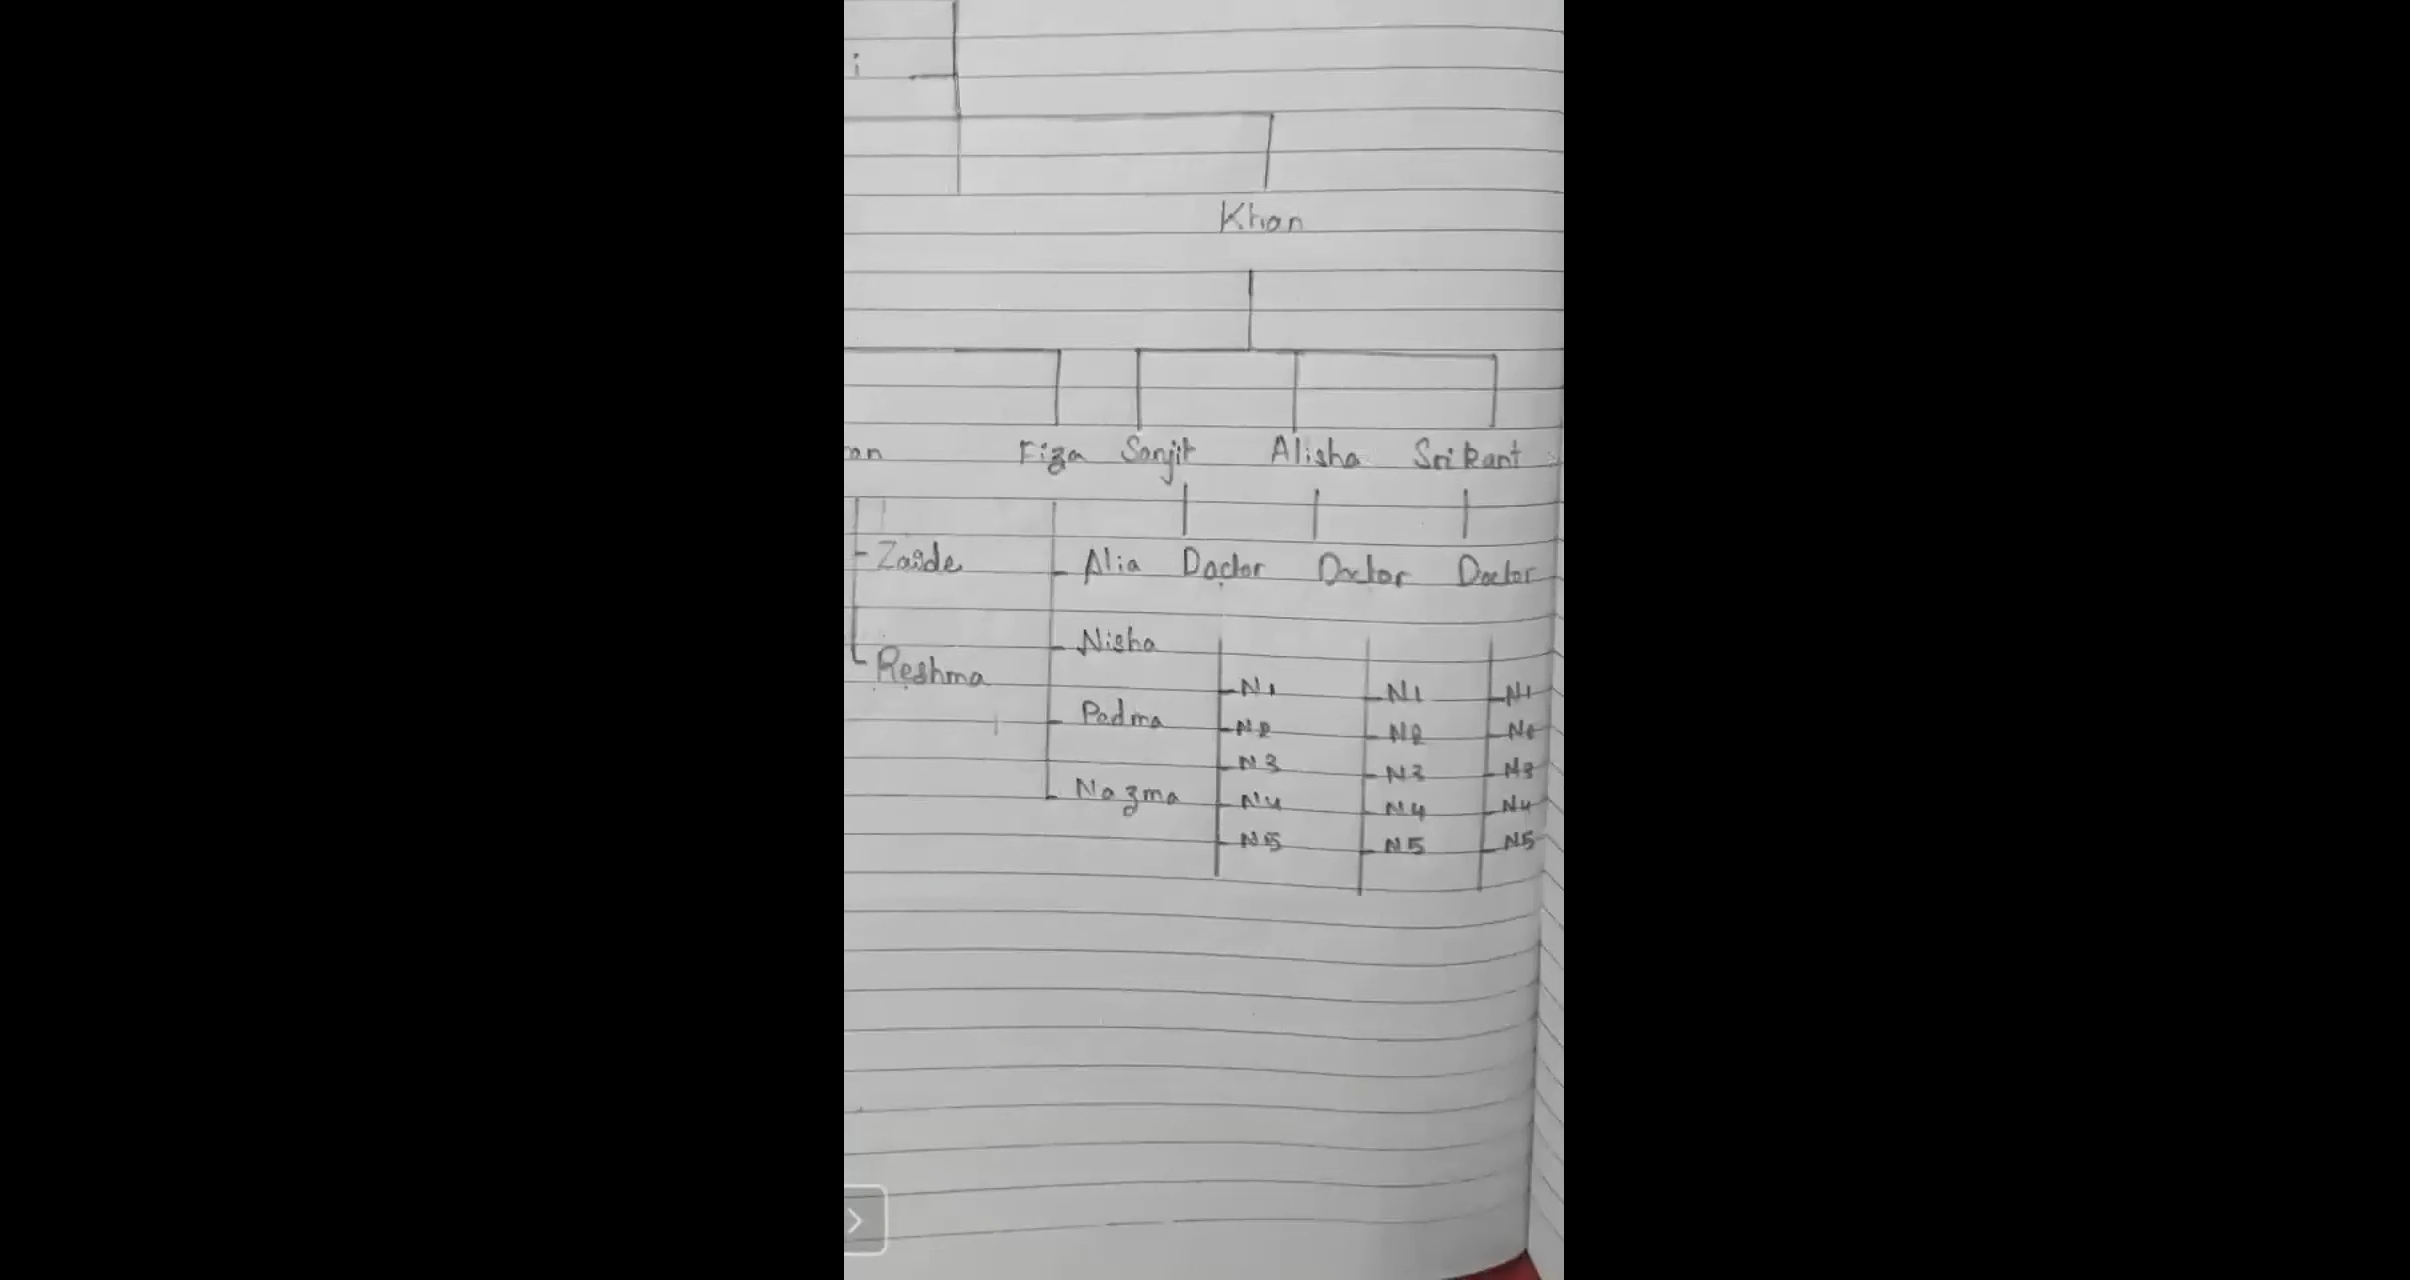 i
Khan
an Fiza Sanjit Alisha Srikant
Zaide Alia Doctor Doctor Doctor
Nisha
Reshma N1 N1 N1
Padma N2 N2
N3 N3 N3
Nazma N4 N4 N4
N5 N5 N5